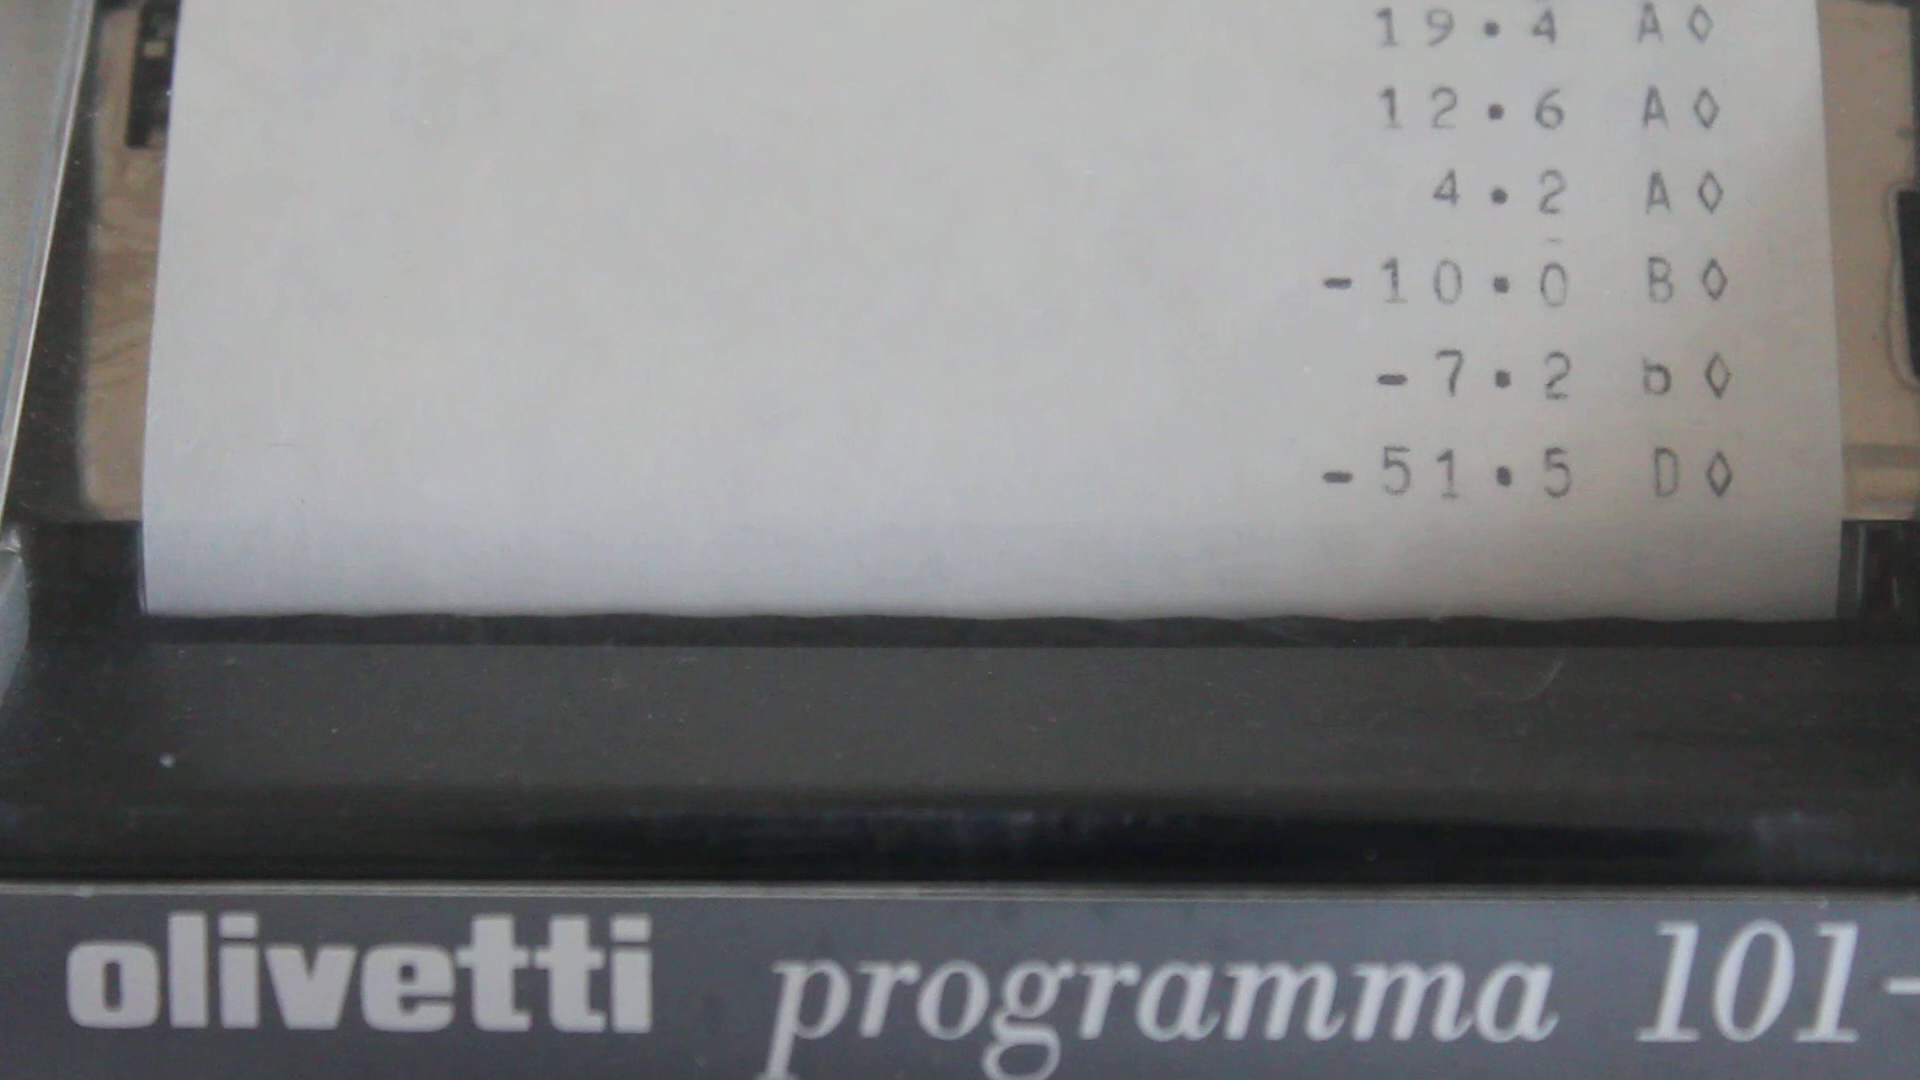 19.4 A◊
12.6 A◊
4.2 A◊
-10.0 B◊
-7.2 b◊
-51.5 D◊
olivetti programma 101